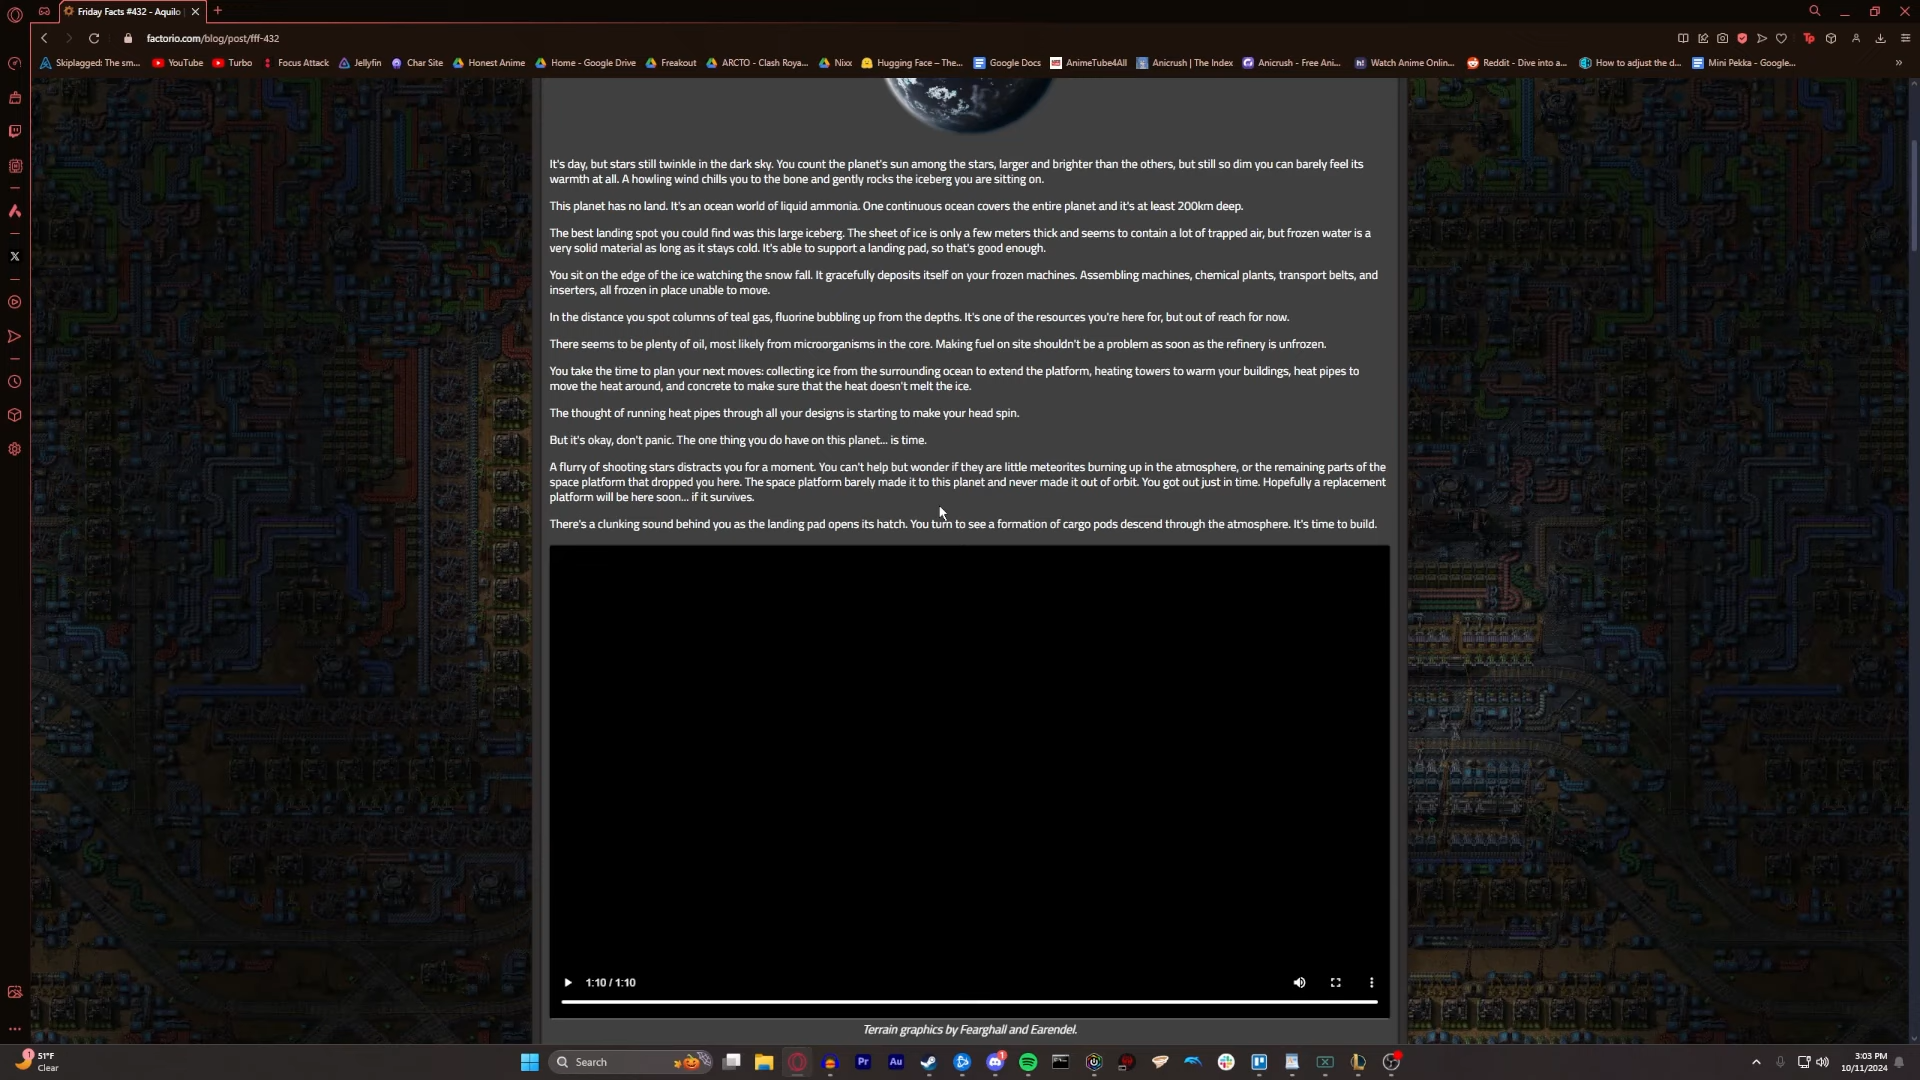 Friday Facts #432 - Aquilo
factorio.com/blog/post/fff-432
Skiplagged: The sm...
YouTube
Turbo
Focus Attack
Jellyfin
Char Site
Honest Anime
Home - Google Drive
Freakout
ARCTO - Clash Roya...
Nixx
Hugging Face – The...
Google Docs
AnimeTube4All
Anicrush | The Index
Anicrush - Free Ani...
Watch Anime Onlin...
Reddit - Dive into a...
How to adjust the d...
Mini Pekka - Google...
It's day, but stars still twinkle in the dark sky. You count the planet's sun among the stars, larger and brighter than the others, but still so dim you can barely feel its
warmth at all. A howling wind chills you to the bone and gently rocks the iceberg you are sitting on.
This planet has no land. It's an ocean world of liquid ammonia. One continuous ocean covers the entire planet and it's at least 200km deep.
The best landing spot you could find was this large iceberg. The sheet of ice is only a few meters thick and seems to contain a lot of trapped air, but frozen water is a
very solid material as long as it stays cold. It's able to support a landing pad, so that's good enough.
You sit on the edge of the ice watching the snow fall. It gracefully deposits itself on your frozen machines. Assembling machines, chemical plants, transport belts, and
inserters, all frozen in place unable to move.
In the distance you spot columns of teal gas, fluorine bubbling up from the depths. It's one of the resources you're here for, but out of reach for now.
There seems to be plenty of oil, most likely from microorganisms in the core. Making fuel on site shouldn't be a problem as soon as the refinery is unfrozen.
You take the time to plan your next moves: collecting ice from the surrounding ocean to extend the platform, heating towers to warm your buildings, heat pipes to
move the heat around, and concrete to make sure that the heat doesn't melt the ice.
The thought of running heat pipes through all your designs is starting to make your head spin.
But it's okay, don't panic. The one thing you do have on this planet... is time.
A flurry of shooting stars distracts you for a moment. You can't help but wonder if they are little meteorites burning up in the atmosphere, or the remaining parts of the
space platform that dropped you here. The space platform barely made it to this planet and never made it out of orbit. You got out just in time. Hopefully a replacement
platform will be here soon... if it survives.
There's a clunking sound behind you as the landing pad opens its hatch. You turn to see a formation of cargo pods descend through the atmosphere. It's time to build.
1:10 / 1:10
Terrain graphics by Fearghall and Earendel.
1
51°F
Clear
Search
Pr
Au
1
3:03 PM
10/11/2024